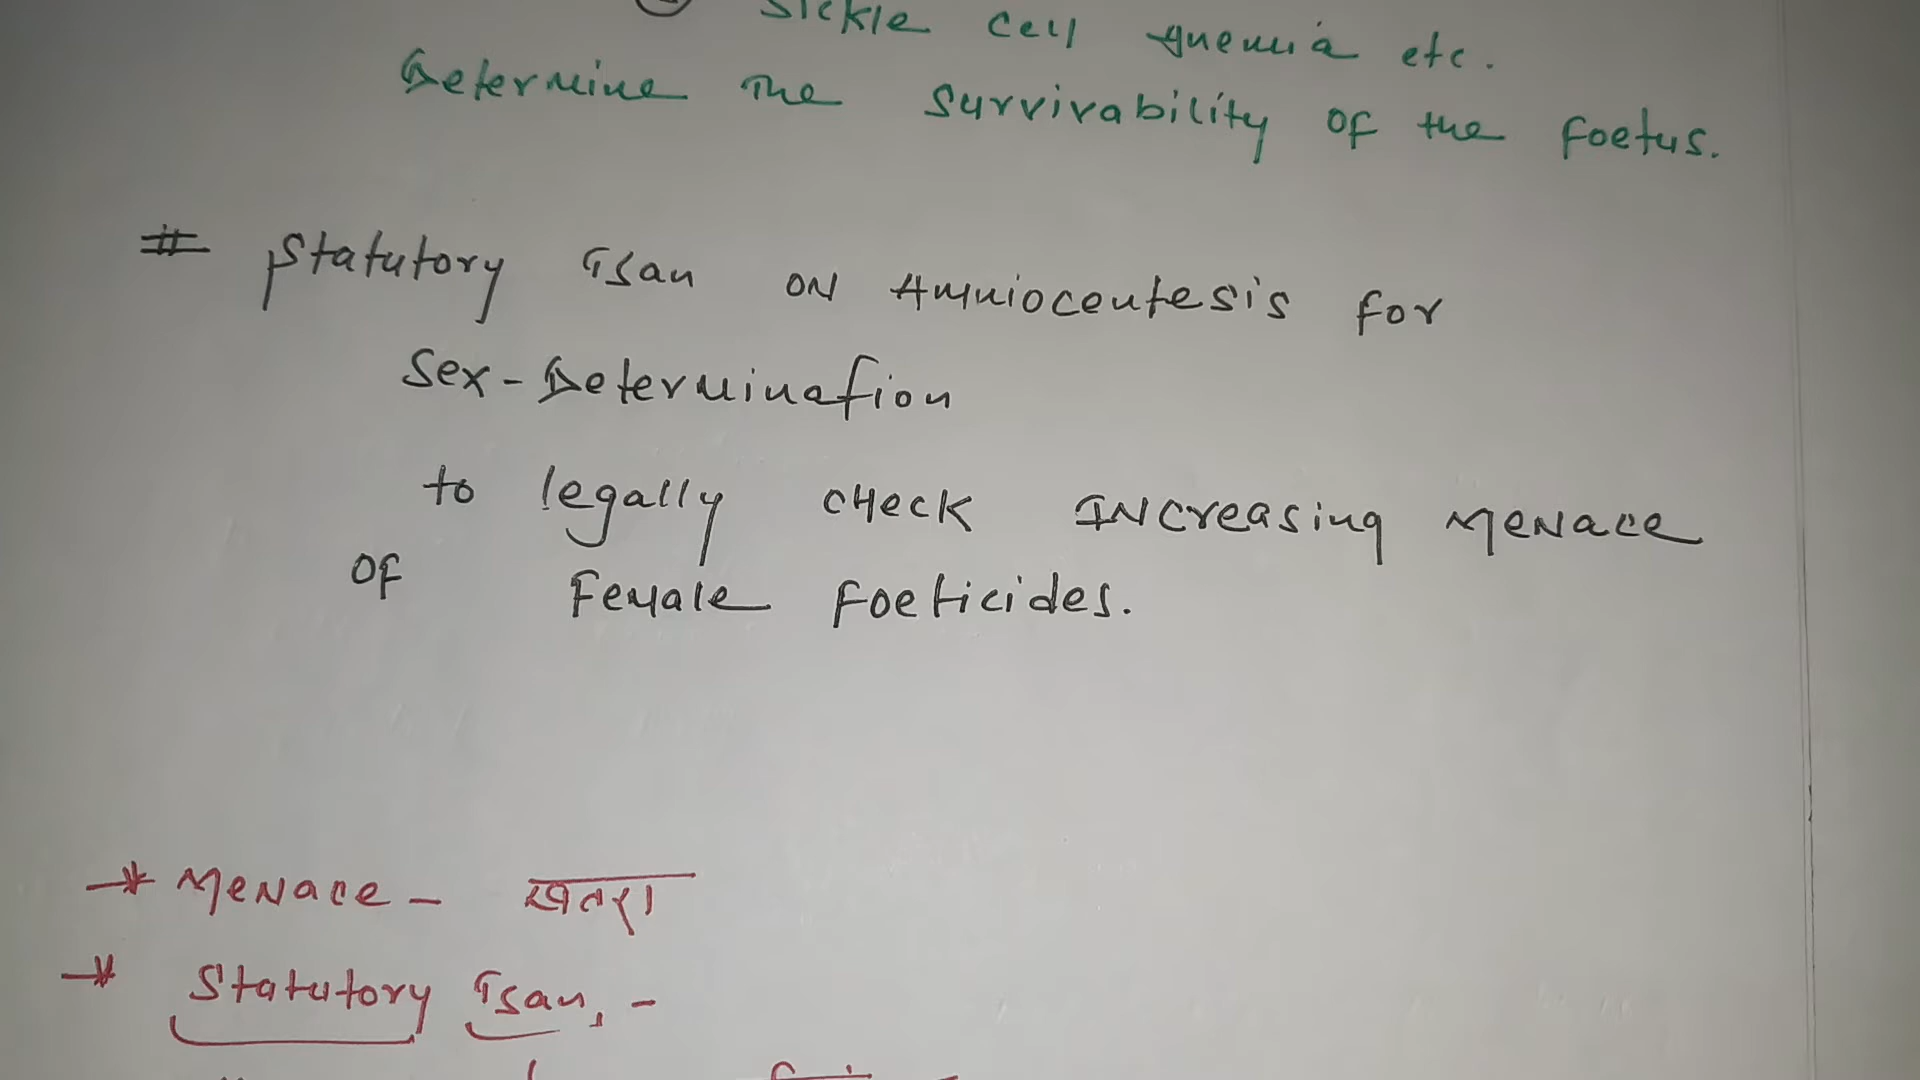 Sickle cell anemia etc.
Determine The Survivability of the Foetus.
# Statutory Ban ON Amniocentesis For
Sex-Determination
to legally cHeck INcreasing MeNace
OF Female Foeticides.
→* MeNace - खतरा
→* Statutory Ban, -